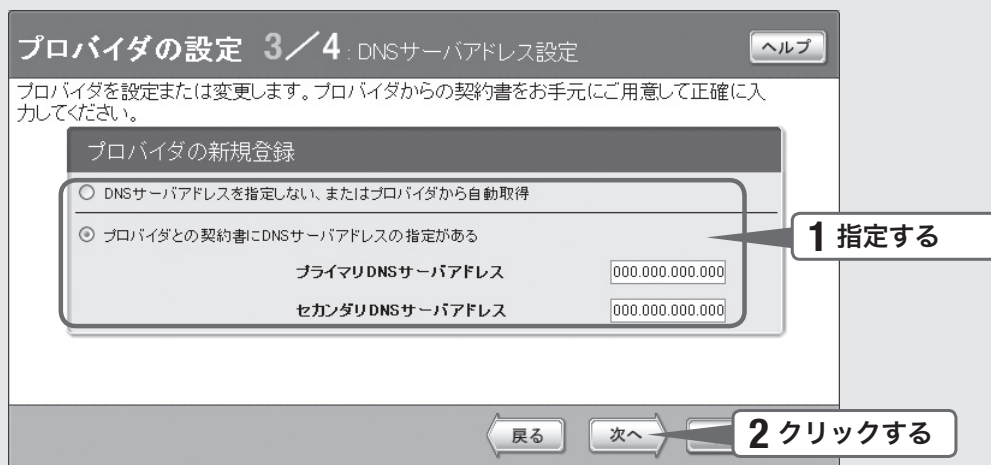 プロバイダの設定 3/4 : DNSサーバアドレス設定
ヘルプ
プロバイダを設定または変更します。プロバイダからの契約書をお手元にご用意して正確に入
力してください。
プロバイダの新規登録
DNSサーバアドレスを指定しない、またはプロバイダから自動取得
プロバイダとの契約書にDNSサーバアドレスの指定がある
1 指定する
プライマリDNSサーバアドレス 000.000.000.000
セカンダリDNSサーバアドレス 000.000.000.000
戻る 次へ
2 クリックする